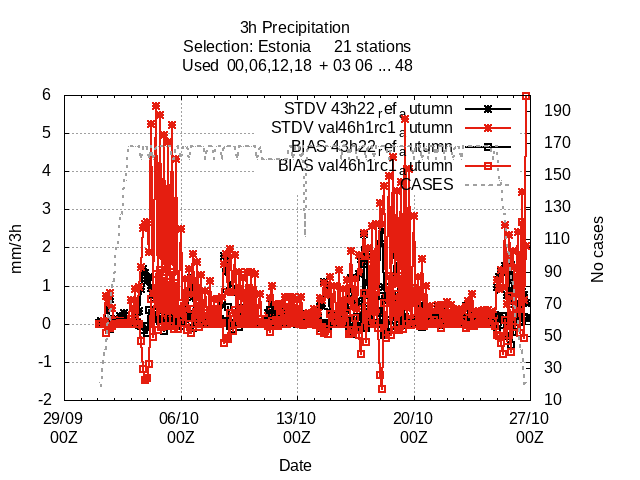 3h Precipitation
Selection: Estonia 21 stations
Used 00,06,12,18 + 03 06 ... 48
STDV 43h22_ref_autumn
STDV val46h1rc1_autumn
BIAS 43h22_ref_autumn
BIAS val46h1rc1_autumn
CASES
mm/3h
6
5
4
3
2
1
0
-1
-2
No cases
190
170
150
130
110
90
70
50
30
10
29/09 06/10 13/10 20/10 27/10
00Z 00Z 00Z 00Z 00Z
Date